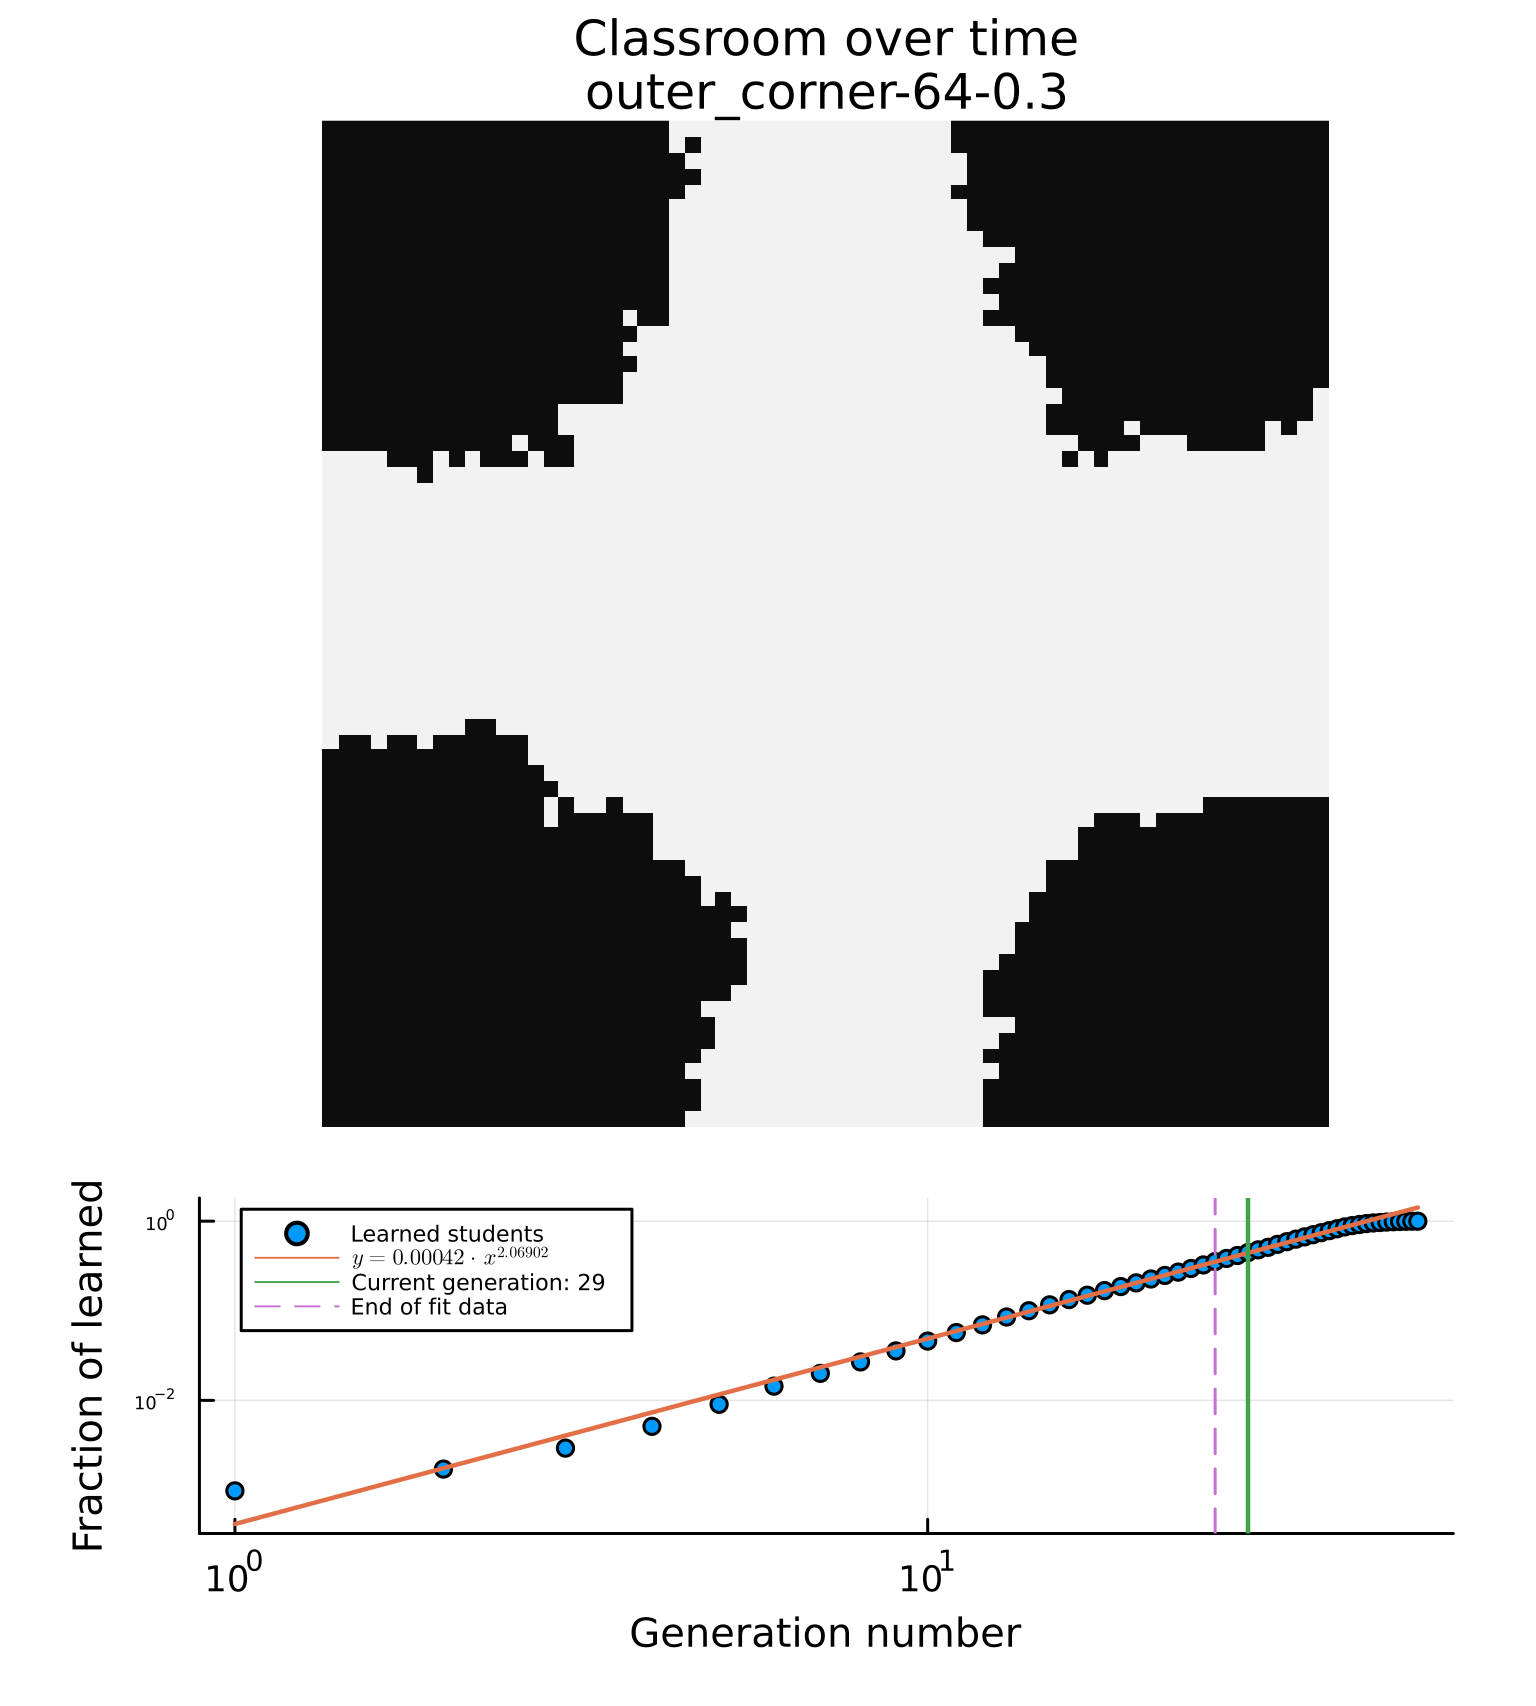 Classroom over time
outer_corner-64-0.3
Fraction of learned
10^0
10^−2
Learned students
y = 0.00042 · x^2.06902
Current generation: 29
End of fit data
10^0
10^1
Generation number